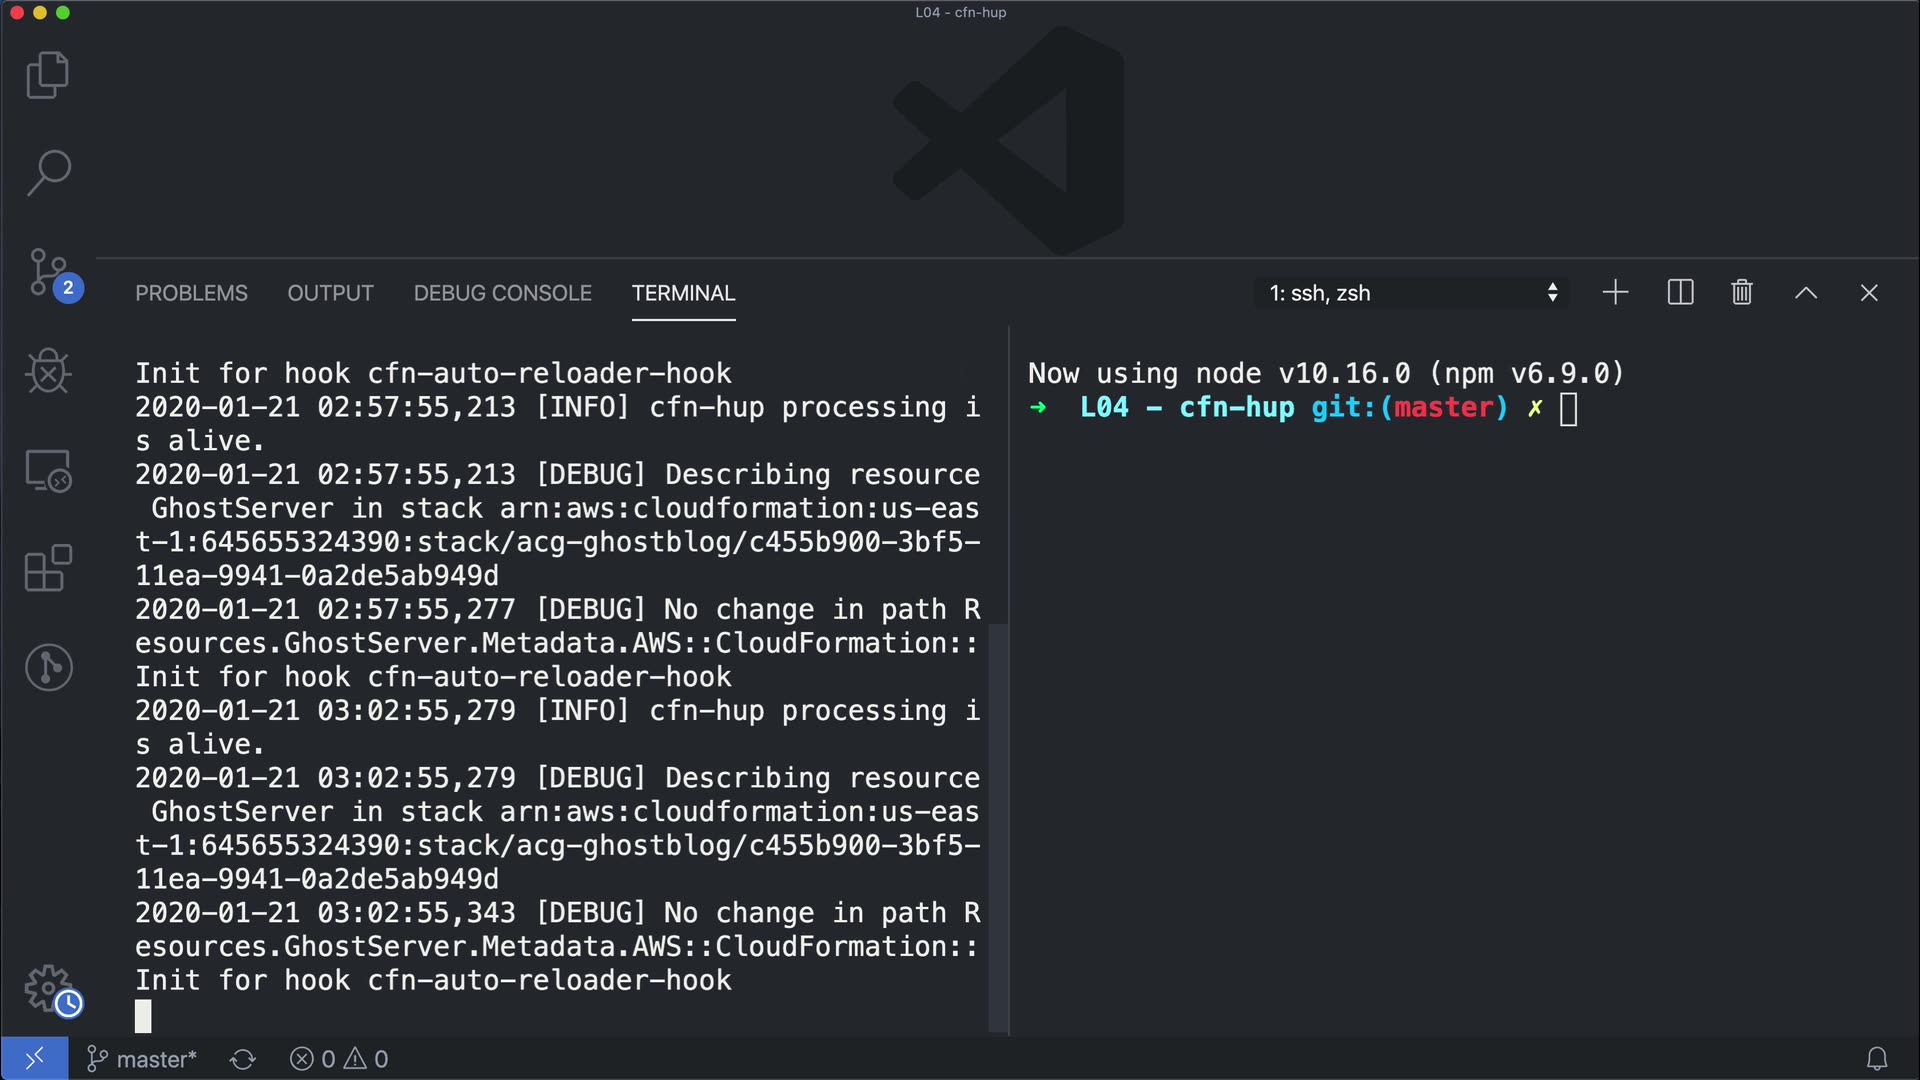 L04 - cfn-hup
2
PROBLEMS OUTPUT DEBUG CONSOLE TERMINAL 1: ssh, zsh
Init for hook cfn-auto-reloader-hook
2020-01-21 02:57:55,213 [INFO] cfn-hup processing i
s alive.
2020-01-21 02:57:55,213 [DEBUG] Describing resource
GhostServer in stack arn:aws:cloudformation:us-eas
t-1:645655324390:stack/acg-ghostblog/c455b900-3bf5-
11ea-9941-0a2de5ab949d
2020-01-21 02:57:55,277 [DEBUG] No change in path R
esources.GhostServer.Metadata.AWS::CloudFormation::
Init for hook cfn-auto-reloader-hook
2020-01-21 03:02:55,279 [INFO] cfn-hup processing i
s alive.
2020-01-21 03:02:55,279 [DEBUG] Describing resource
GhostServer in stack arn:aws:cloudformation:us-eas
t-1:645655324390:stack/acg-ghostblog/c455b900-3bf5-
11ea-9941-0a2de5ab949d
2020-01-21 03:02:55,343 [DEBUG] No change in path R
esources.GhostServer.Metadata.AWS::CloudFormation::
Init for hook cfn-auto-reloader-hook
Now using node v10.16.0 (npm v6.9.0)
➜ L04 - cfn-hup git:(master) ✗
master* 0 0